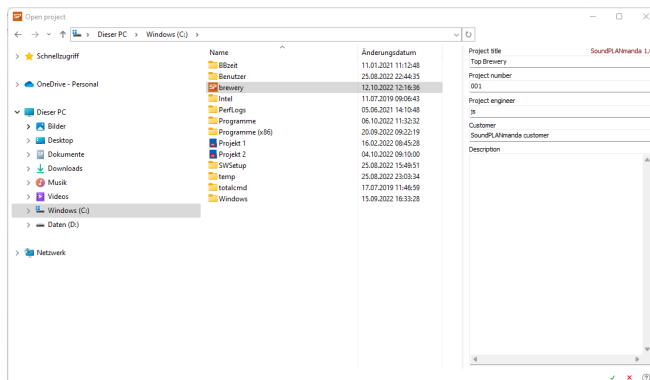 Open project
Dieser PC
Windows (C:)
Schnellzugriff
OneDrive - Personal
Dieser PC
Bilder
Desktop
Dokumente
Downloads
Musik
Videos
Windows (C:)
Daten (D:)
Netzwerk
Name Änderungsdatum
BBzeit 11.01.2021 11:12:48
Benutzer 25.08.2022 22:44:35
brewery 12.10.2022 12:16:36
Intel 11.07.2019 09:06:43
PerfLogs 05.06.2021 14:10:48
Programme 06.10.2022 11:32:32
Programme (x86) 20.09.2022 09:22:19
Projekt 1 16.02.2022 08:45:28
Projekt 2 04.10.2022 09:10:00
SWSetup 25.08.2022 15:49:51
temp 25.08.2022 23:03:34
totalcmd 17.07.2019 11:46:59
Windows 15.09.2022 16:33:28
Project title SoundPLANmanda 1.
Top Brewery
Project number
001
Project engineer
js
Customer
SoundPLANmanda customer
Description